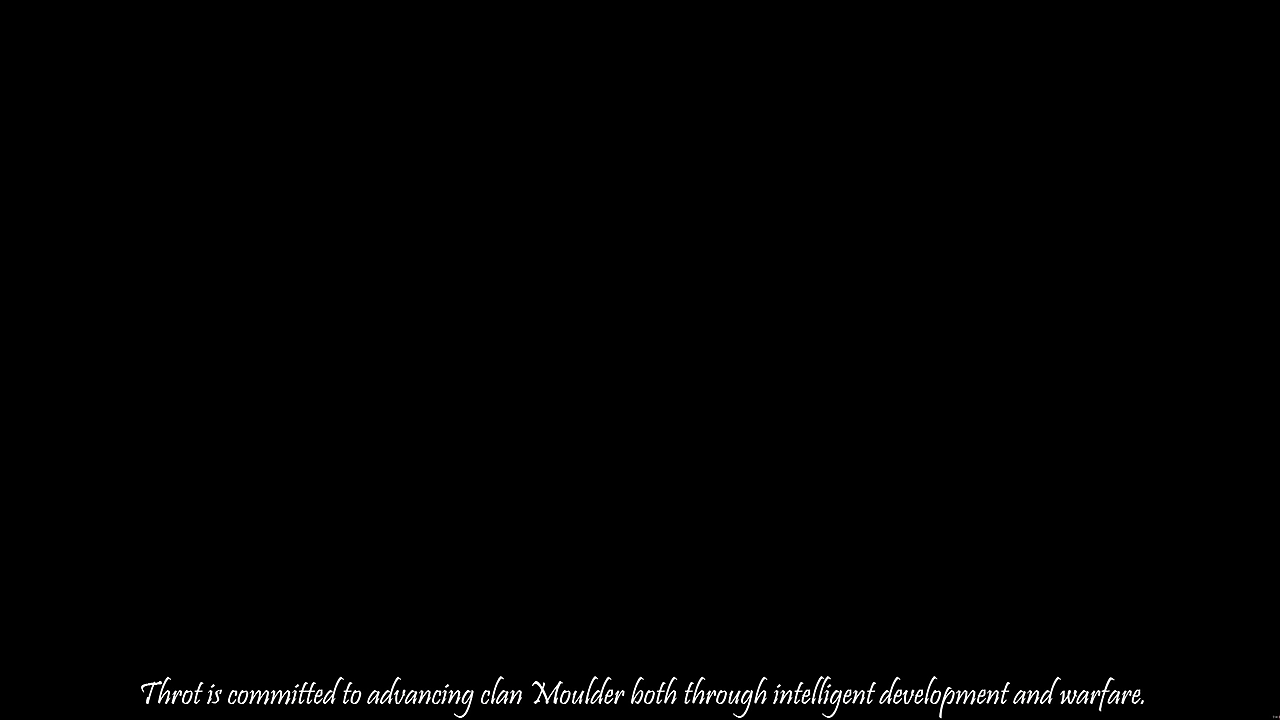 Throt is committed to advancing clan Moulder both through intelligent development and warfare.